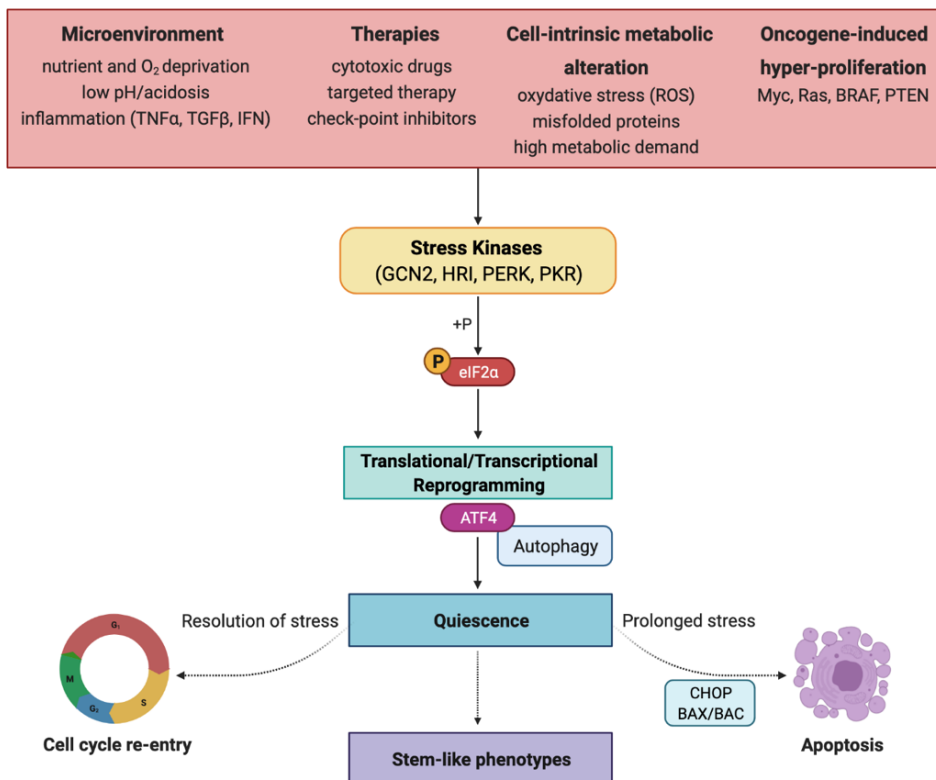 Microenvironment
nutrient and O₂ deprivation
low pH/acidosis
inflammation (TNFα, TGFβ, IFN)
Therapies
cytotoxic drugs
targeted therapy
check-point inhibitors
Cell-intrinsic metabolic
alteration
oxydative stress (ROS)
misfolded proteins
high metabolic demand
Oncogene-induced
hyper-proliferation
Myc, Ras, BRAF, PTEN
Stress Kinases
(GCN2, HRI, PERK, PKR)
+P
P
eIF2α
Translational/Transcriptional
Reprogramming
ATF4
Autophagy
Resolution of stress
Quiescence
Prolonged stress
G₁
M
G₂
S
CHOP
BAX/BAC
Cell cycle re-entry
Stem-like phenotypes
Apoptosis